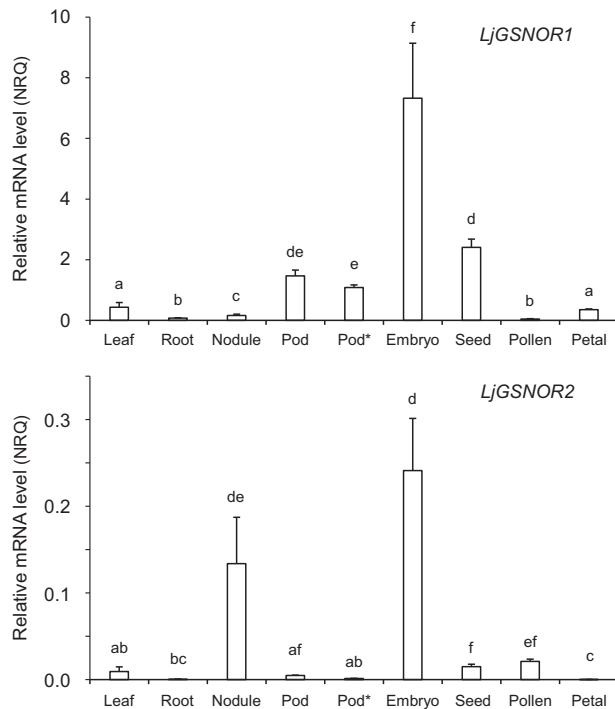 LjGSNOR1
Relative mRNA level (NRQ)
10
8
6
4
2
0
a
b
c
de
e
f
d
b
a
Leaf Root Nodule Pod Pod* Embryo Seed Pollen Petal
LjGSNOR2
Relative mRNA level (NRQ)
0.3
0.2
0.1
0.0
ab
bc
de
af
ab
d
f
ef
c
Leaf Root Nodule Pod Pod* Embryo Seed Pollen Petal